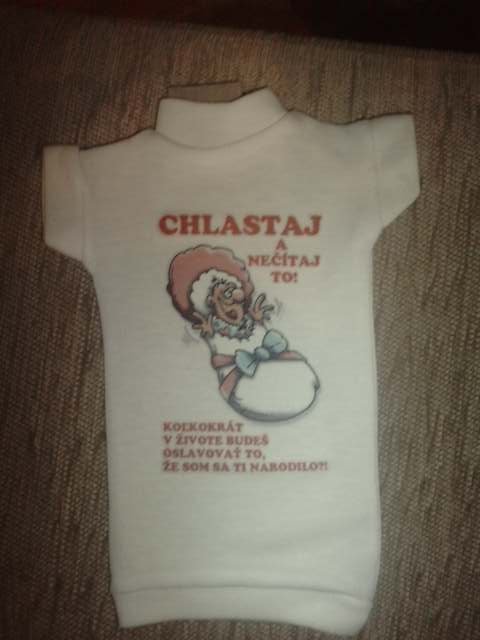 CHLASTAJ
A
NEČÍTAJ
TO!
KOĽKOKRÁT
V ŽIVOTE BUDEŠ
OSLAVOVAŤ TO,
ŽE SOM SA TI NARODILO?!